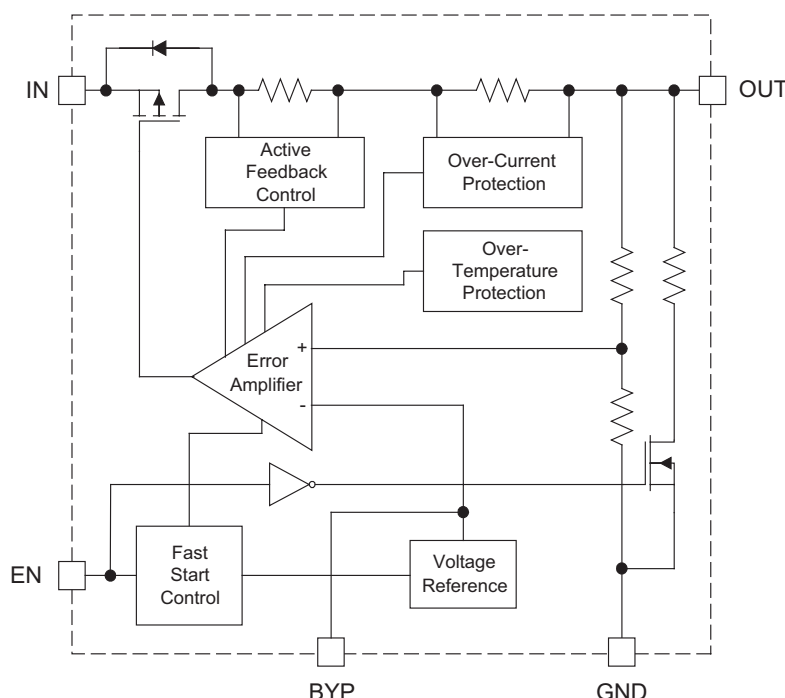 IN
OUT
Active
Feedback
Control
Over-Current
Protection
Over-
Temperature
Protection
Error
Amplifier
+
-
EN
Fast
Start
Control
Voltage
Reference
BYP
GND